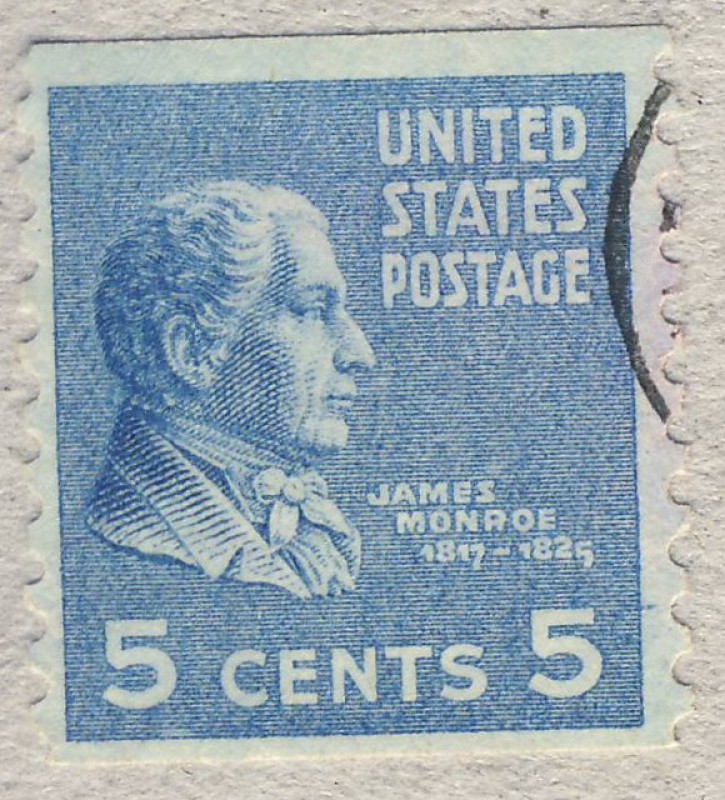 UNITED
STATES
POSTAGE
JAMES
MONROE
1817-1825
5 CENTS 5